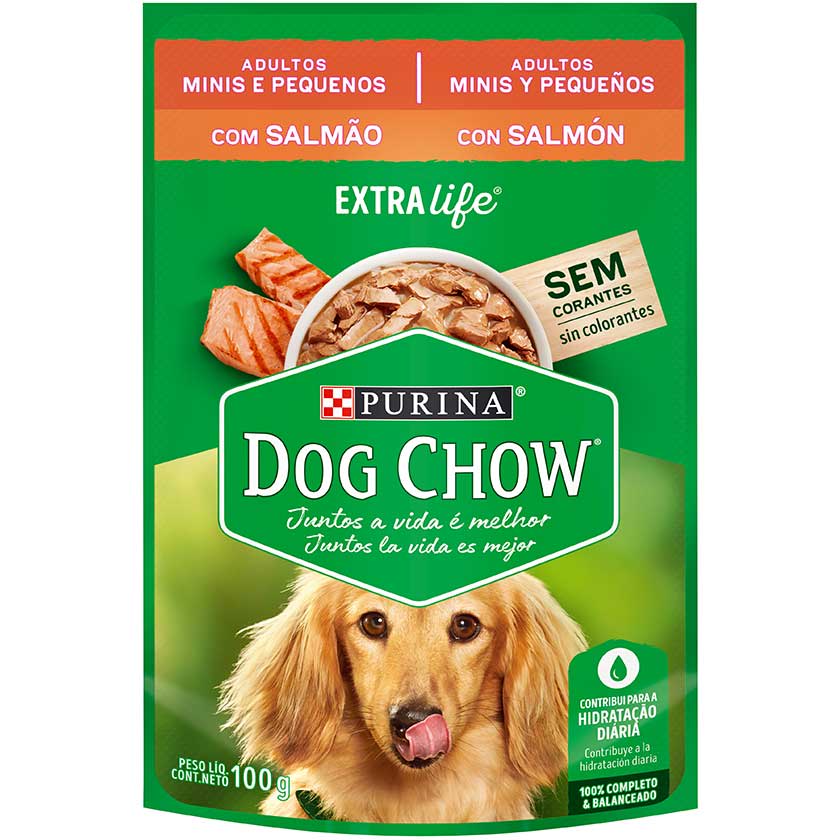 ADULTOS
MINIS E PEQUENOS
ADULTOS
MINIS Y PEQUEÑOS
COM SALMÃO
CON SALMÓN
EXTRA life®
SEM
CORANTES
sin colorantes
PURINA®
DOG CHOW®
Juntos a vida é melhor
Juntos la vida es mejor
CONTRIBUI PARA A
HIDRATAÇÃO
DIÁRIA
Contribuye a la
hidratación diaria
100% COMPLETO
& BALANCEADO
PESO LÍQ.
CONT.NETO 100 g